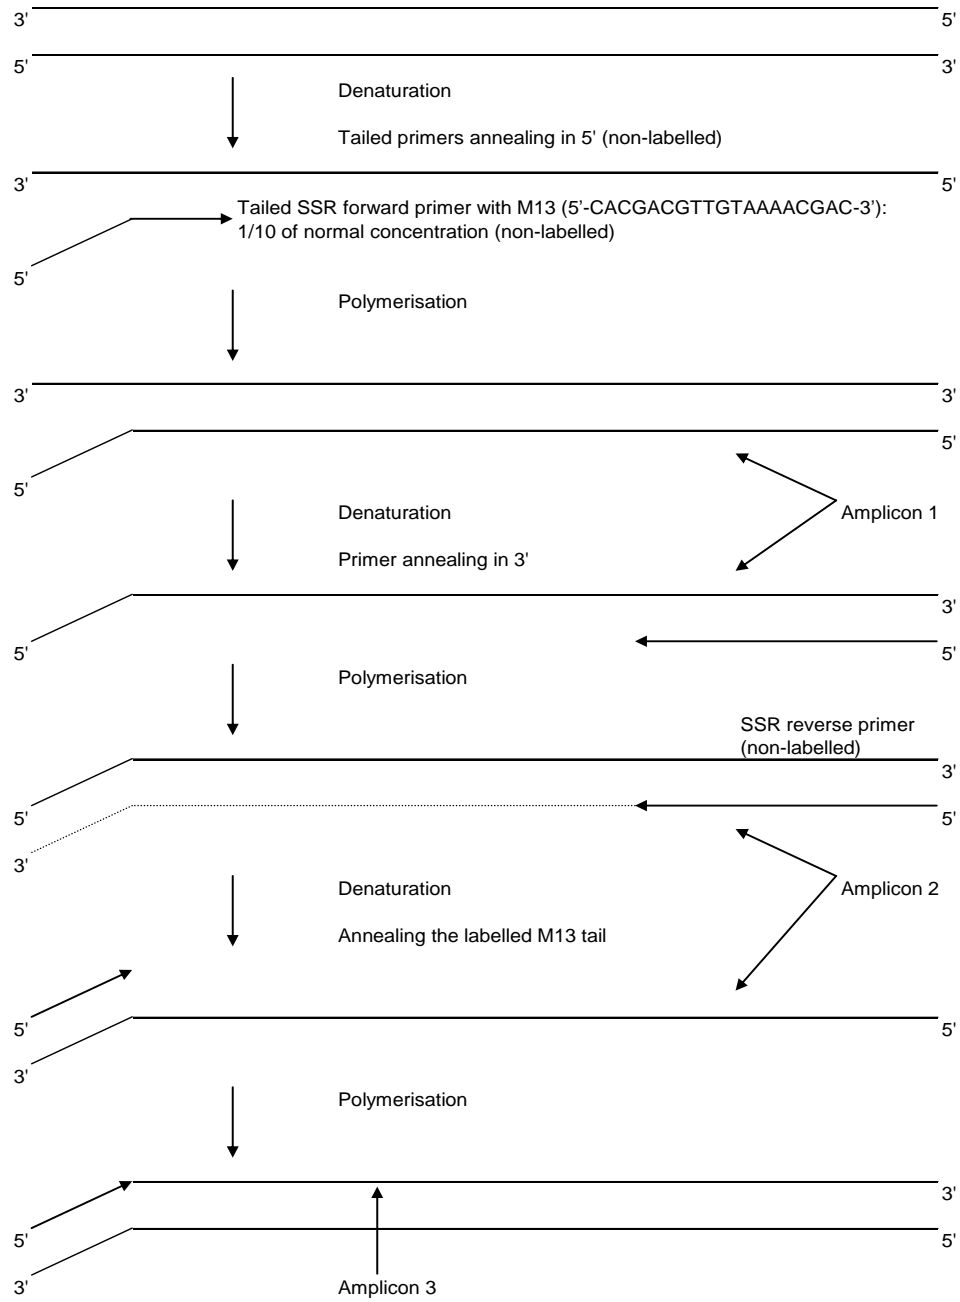 3' 5'
5' 3'
Denaturation
Tailed primers annealing in 5' (non-labelled)
3' 5'
Tailed SSR forward primer with M13 (5'-CACGACGTTGTAAAACGAC-3'):
1/10 of normal concentration (non-labelled)
5'
Polymerisation
3' 3'
5'
5'
Denaturation Amplicon 1
Primer annealing in 3'
3'
5' 5'
Polymerisation
SSR reverse primer
(non-labelled)
3'
5' 5'
3'
Denaturation Amplicon 2
Annealing the labelled M13 tail
5' 5'
3'
Polymerisation
3'
5' 5'
3' Amplicon 3